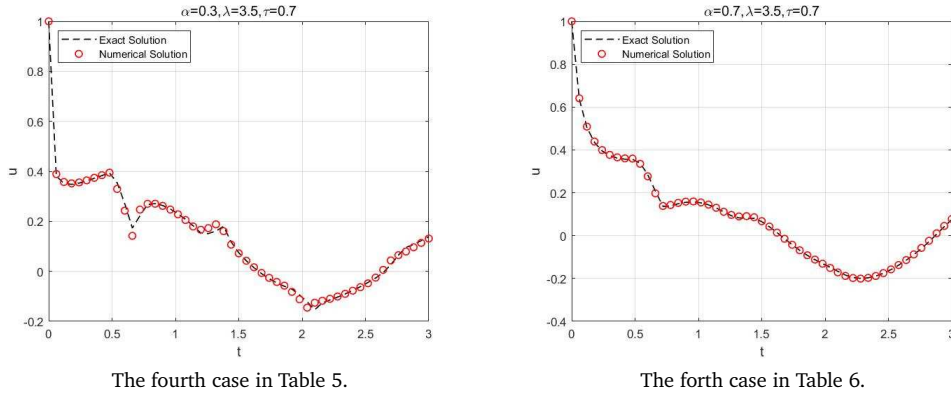 α=0.3,λ=3.5,τ=0.7
Exact Solution
Numerical Solution
1
0.8
0.6
0.4
0.2
0
-0.2
u
0 0.5 1 1.5 2 2.5 3
t
The fourth case in Table 5.
α=0.7,λ=3.5,τ=0.7
Exact Solution
Numerical Solution
1
0.8
0.6
0.4
0.2
0
-0.2
-0.4
u
0 0.5 1 1.5 2 2.5 3
t
The forth case in Table 6.